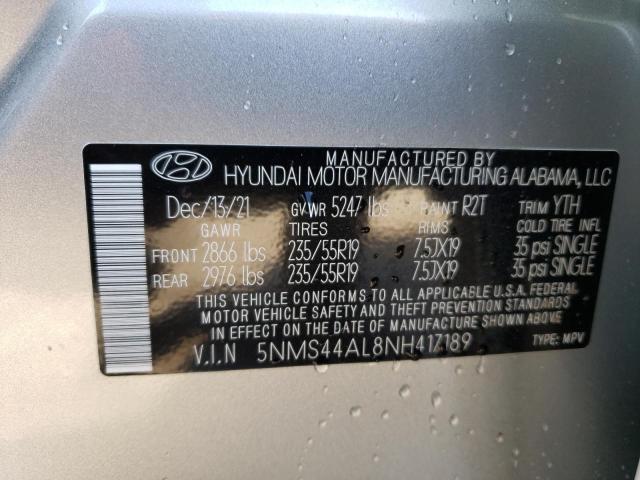 MANUFACTURED BY
HYUNDAI MOTOR MANUFACTURING ALABAMA, LLC
Dec/13/21 GVWR 5247 lbs PAINT R2T TRIM YTH
GAWR TIRES RIMS COLD TIRE INFL
FRONT 2866 lbs 235/55R19 7.5JX19 35 psi SINGLE
REAR 2976 lbs 235/55R19 7.5JX19 35 psi SINGLE
THIS VEHICLE CONFORMS TO ALL APPLICABLE U.S.A. FEDERAL
MOTOR VEHICLE SAFETY AND THEFT PREVENTION STANDARDS
IN EFFECT ON THE DATE OF MANUFACTURE SHOWN ABOVE.
V.I.N 5NMS44AL8NH417189 TYPE: MPV